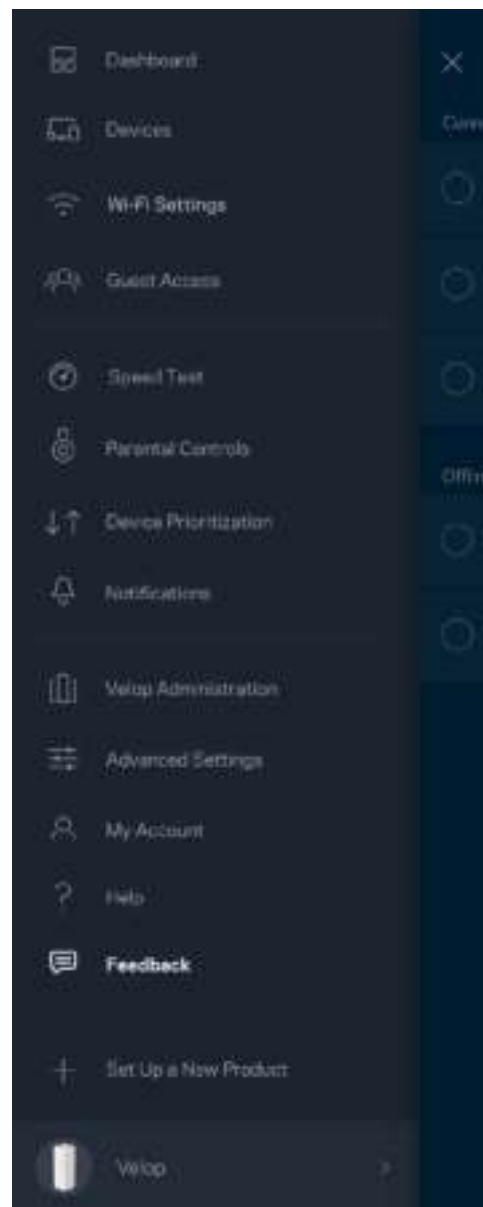 Dashboard
Devices
Wi-Fi Settings
Guest Access
Speed Test
Parental Controls
Device Prioritization
Notifications
Velop Administration
Advanced Settings
My Account
Help
Feedback
Set Up a New Product
Velop